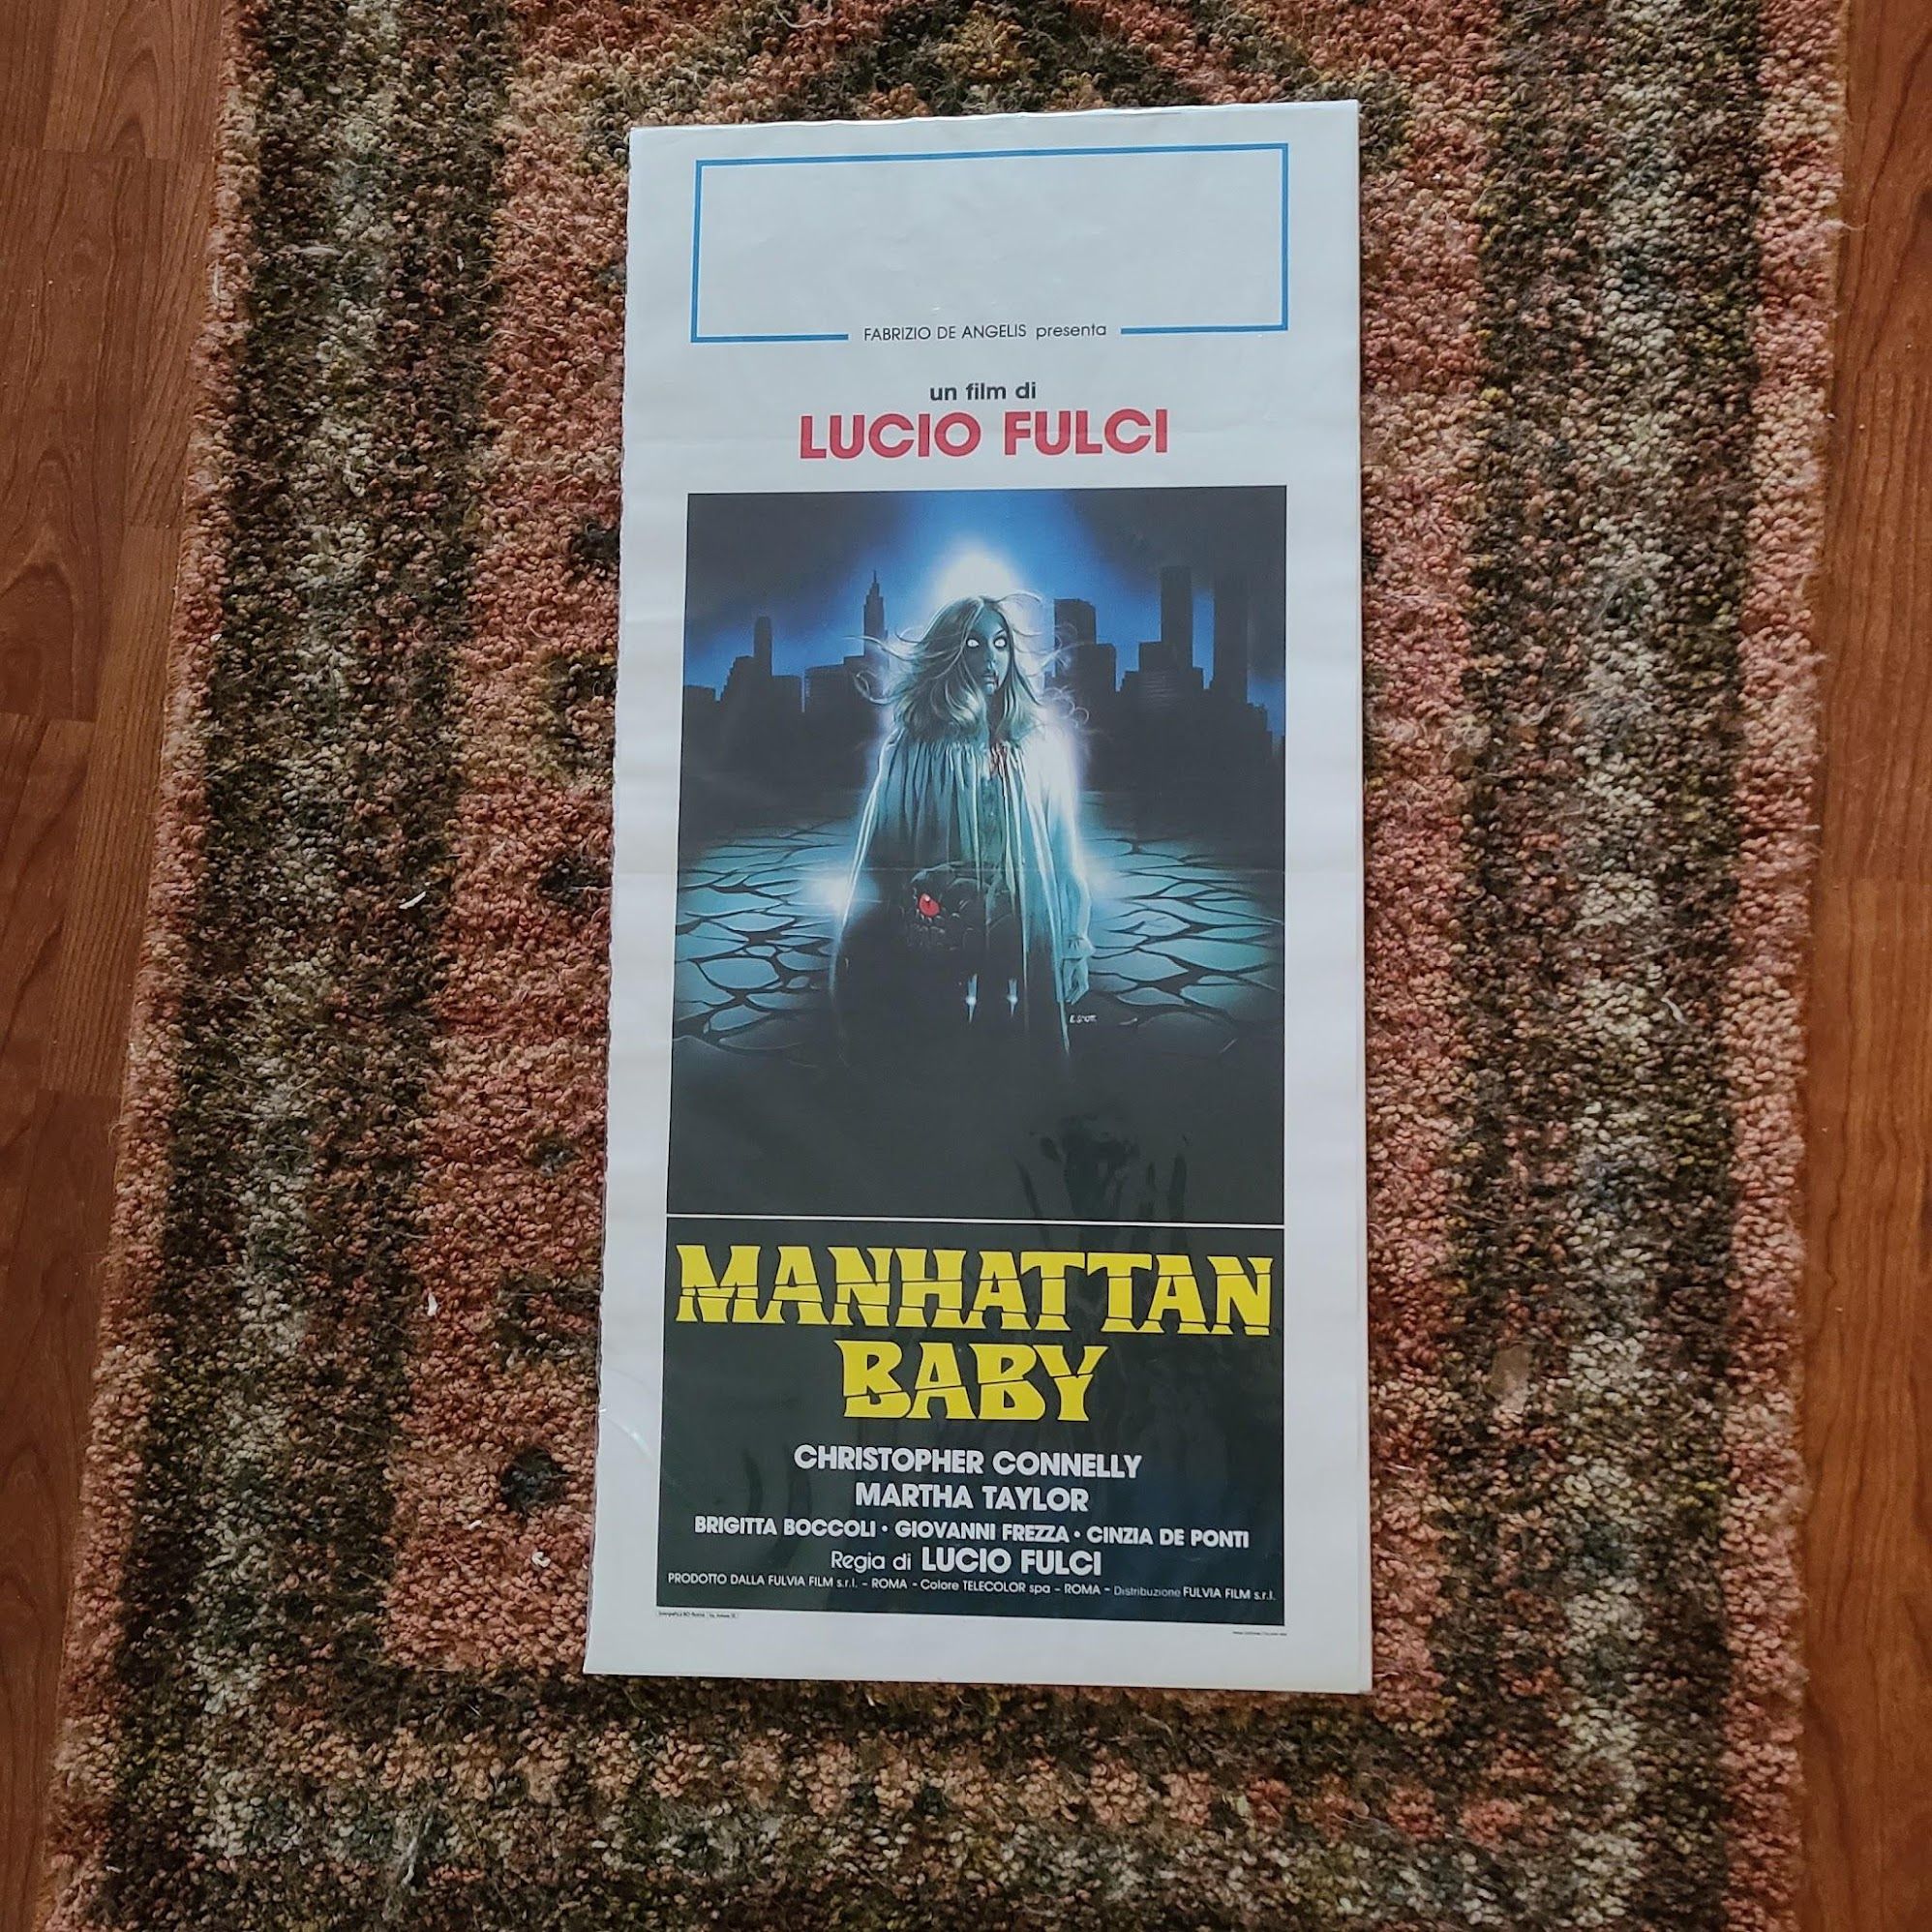 FABRIZIO DE ANGELIS presenta
un film di
LUCIO FULCI
MANHATTAN
BABY
CHRISTOPHER CONNELLY
MARTHA TAYLOR
BRIGITTA BOCCOLI • GIOVANNI FREZZA • CINZIA DE PONTI
Regia di LUCIO FULCI
PRODOTTO DALLA FULVIA FILM s.r.l. - ROMA - Colore TELECOLOR spa - ROMA - Distribuzione FULVIA FILM s.r.l.